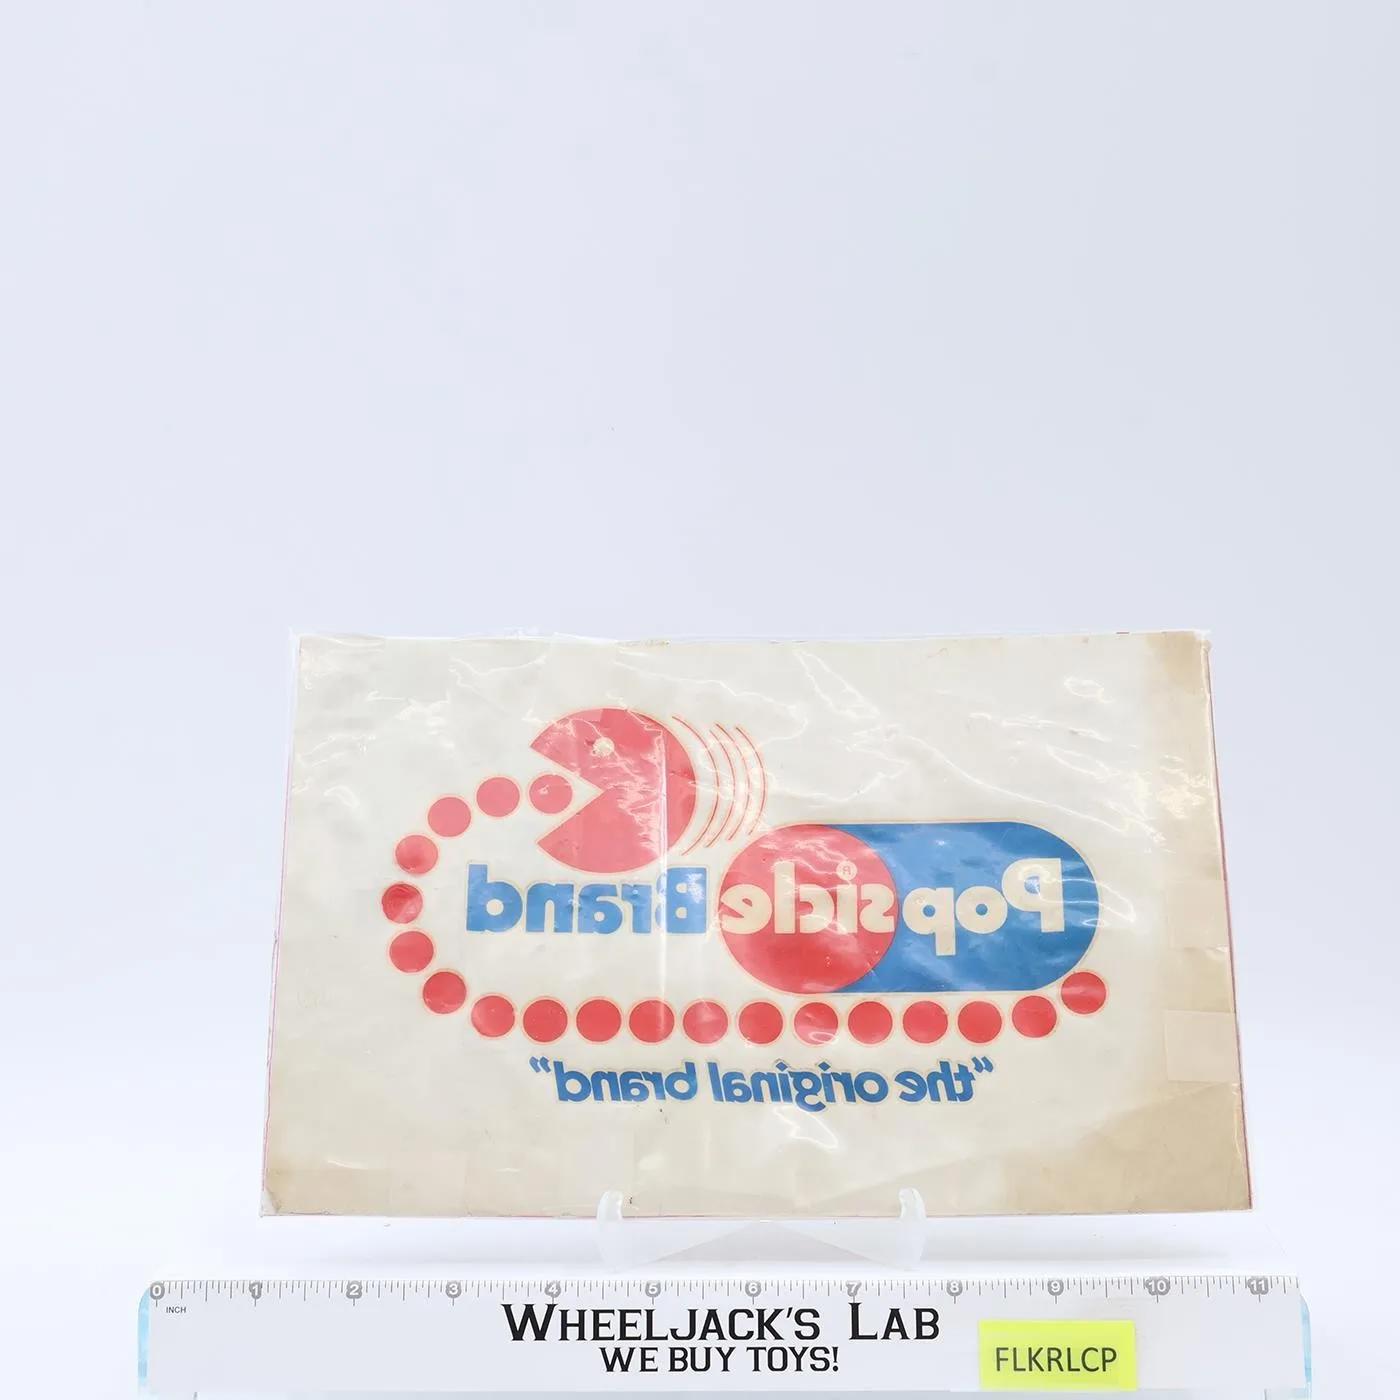 Popsicle® Brand
“the original brand”
0 1 2 3 4 5 6 7 8 9 10 11
INCH
WHEELJACK'S LAB
WE BUY TOYS!
FLKRLCP